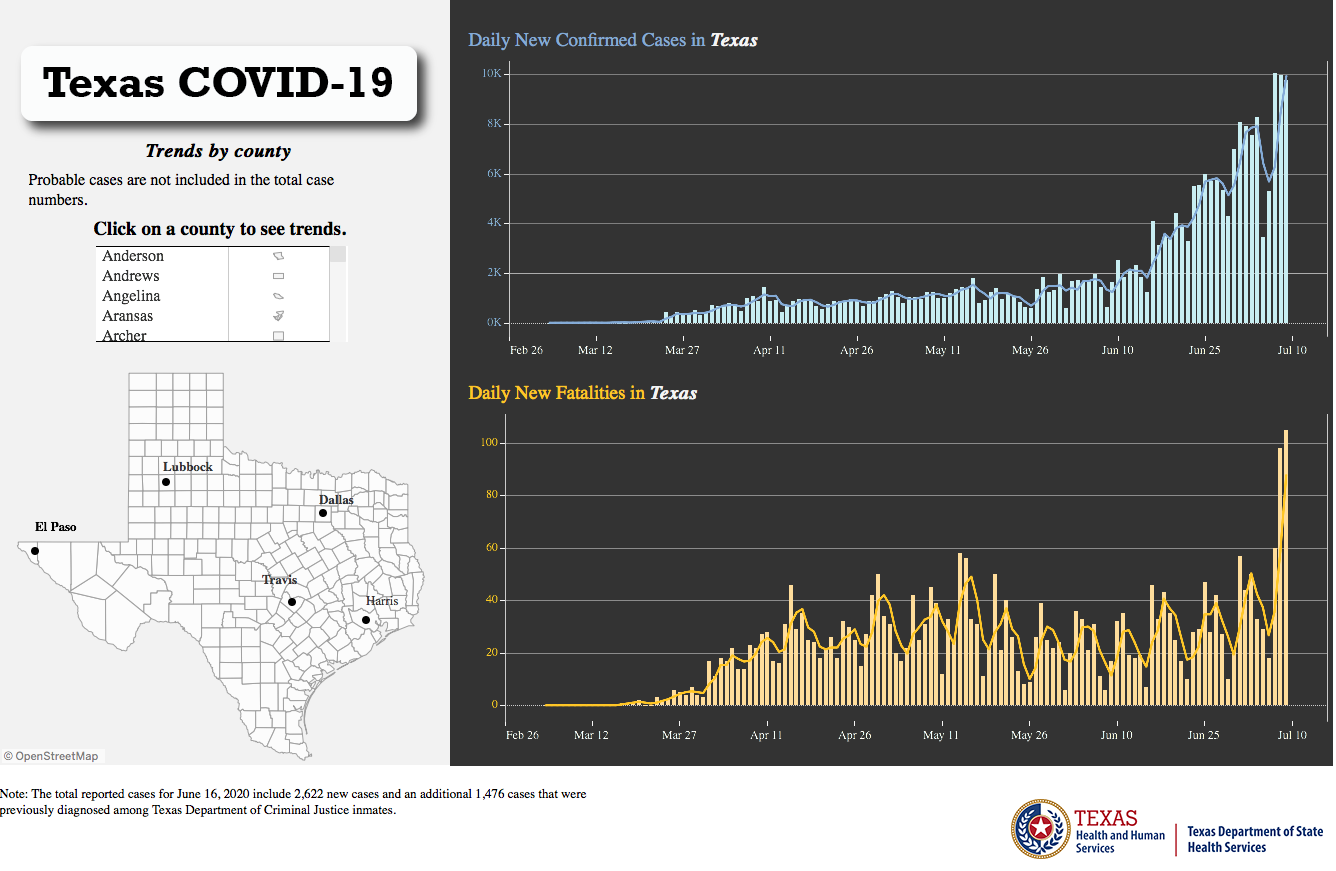 Texas COVID-19
Trends by county
Probable cases are not included in the total case
numbers.
Click on a county to see trends.
Anderson
Andrews
Angelina
Aransas
Archer
Lubbock
Dallas
El Paso
Travis
Harris
© OpenStreetMap
Daily New Confirmed Cases in Texas
10K
8K
6K
4K
2K
0K
Feb 26 Mar 12 Mar 27 Apr 11 Apr 26 May 11 May 26 Jun 10 Jun 25 Jul 10
Daily New Fatalities in Texas
100
80
60
40
20
0
Feb 26 Mar 12 Mar 27 Apr 11 Apr 26 May 11 May 26 Jun 10 Jun 25 Jul 10
Note: The total reported cases for June 16, 2020 include 2,622 new cases and an additional 1,476 cases that were
previously diagnosed among Texas Department of Criminal Justice inmates.
TEXAS
Health and Human
Services
Texas Department of State
Health Services